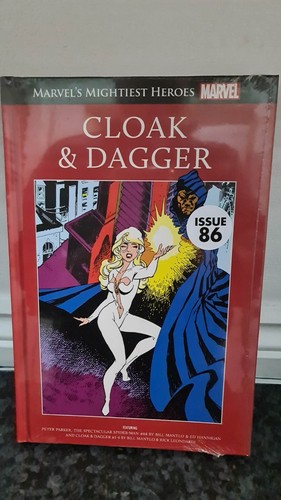 MARVEL'S MIGHTIEST HEROES MARVEL
CLOAK
& DAGGER
ISSUE
86
FEATURING
PETER PARKER, THE SPECTACULAR SPIDER-MAN #64 BY BILL MANTLO & ED HANNIGAN
AND CLOAK & DAGGER #1-4 BY BILL MANTLO & RICK LEONARDI